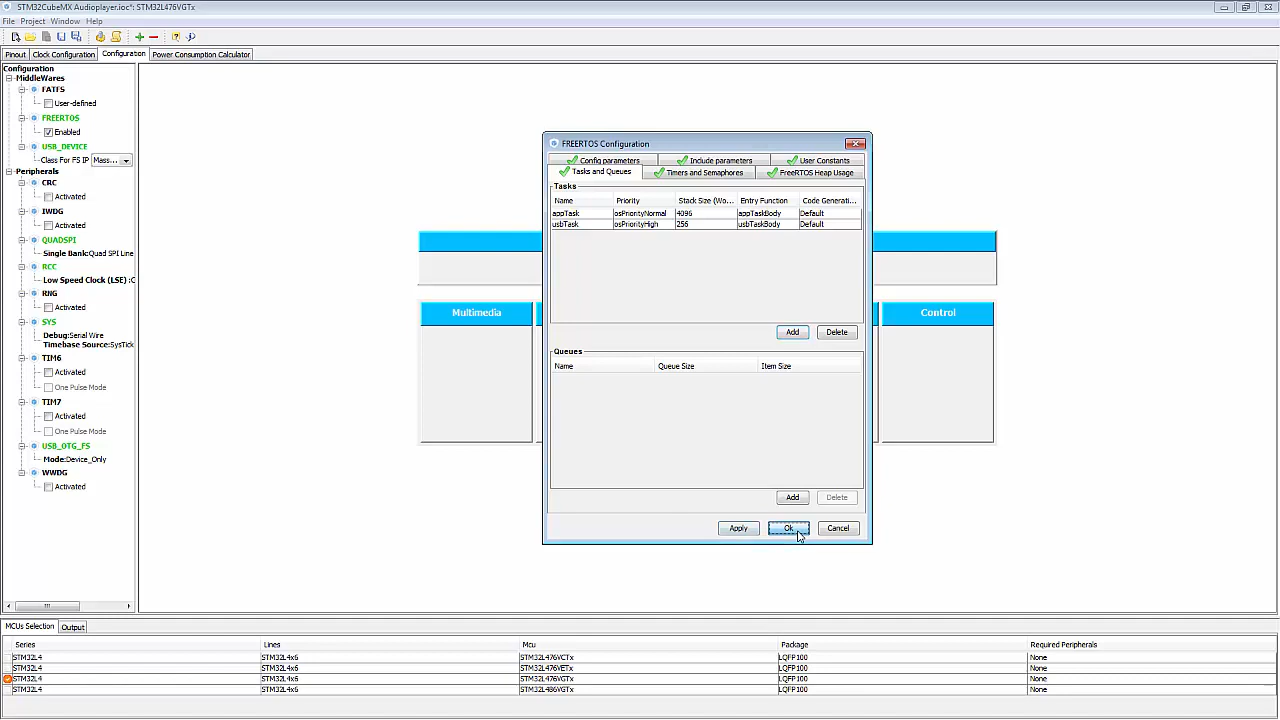 STM32CubeMX Audioplayer.ioc*: STM32L476VGTx
File Project Window Help
Pinout Clock Configuration Configuration Power Consumption Calculator
Configuration
MiddleWares
FATFS
User-defined
FREERTOS
Enabled
USB_DEVICE
Class For FS IP Mass...
Peripherals
CRC
Activated
IWDG
Activated
QUADSPI
Single Bank:Quad SPI Line
RCC
Low Speed Clock (LSE) :C
RNG
Activated
SYS
Debug:Serial Wire
Timebase Source:SysTick
TIM6
Activated
One Pulse Mode
TIM7
Activated
One Pulse Mode
USB_OTG_FS
Mode:Device_Only
WWDG
Activated
Multimedia
Control
FREERTOS Configuration
Config parameters Include parameters User Constants
Tasks and Queues Timers and Semaphores FreeRTOS Heap Usage
Tasks
Name Priority Stack Size (Wo... Entry Function Code Generati...
appTask osPriorityNormal 4096 appTaskBody Default
usbTask osPriorityHigh 256 usbTaskBody Default
Add Delete
Queues
Name Queue Size Item Size
Add Delete
Apply Ok Cancel
MCUs Selection Output
Series Lines Mcu Package Required Peripherals
STM32L4 STM32L4x6 STM32L476VCTx LQFP100 None
STM32L4 STM32L4x6 STM32L476VETx LQFP100 None
STM32L4 STM32L4x6 STM32L476VGTx LQFP100 None
STM32L4 STM32L4x6 STM32L486VGTx LQFP100 None